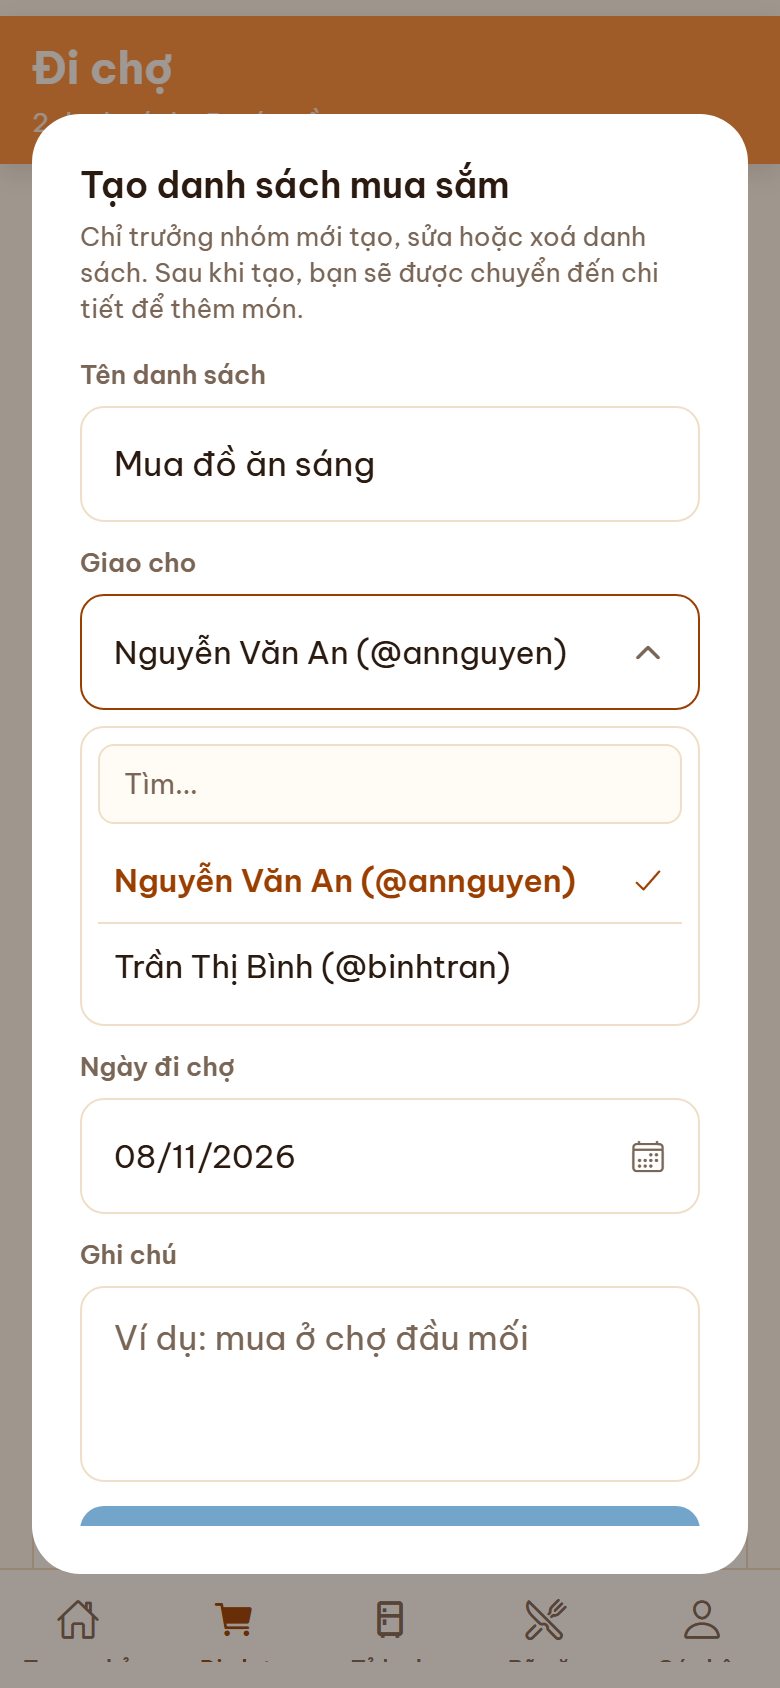 Đi chợ
2
Tạo danh sách mua sắm
Chỉ trưởng nhóm mới tạo, sửa hoặc xoá danh
sách. Sau khi tạo, bạn sẽ được chuyển đến chi
tiết để thêm món.
Tên danh sách
Mua đồ ăn sáng
Giao cho
Nguyễn Văn An (@annguyen)
Tìm...
Nguyễn Văn An (@annguyen)
Trần Thị Bình (@binhtran)
Ngày đi chợ
08/11/2026
Ghi chú
Ví dụ: mua ở chợ đầu mối